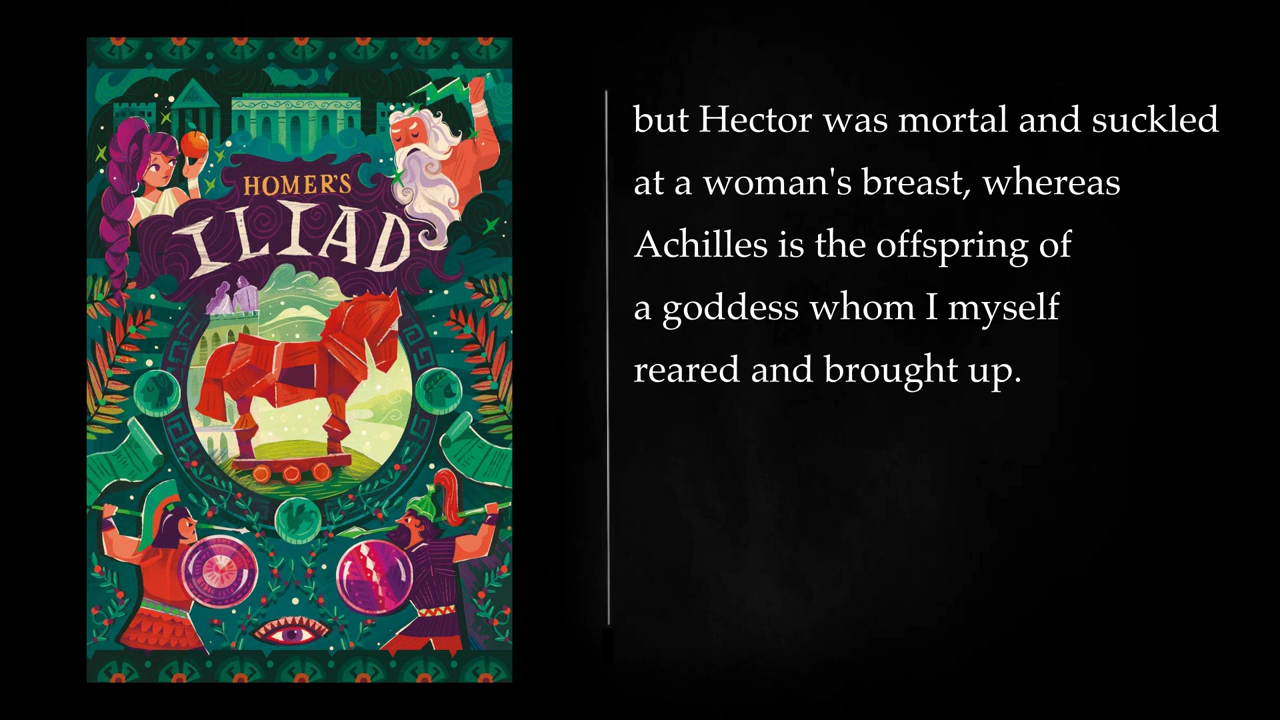 HOMER'S
ILIAD
but Hector was mortal and suckled
at a woman's breast, whereas
Achilles is the offspring of
a goddess whom I myself
reared and brought up.